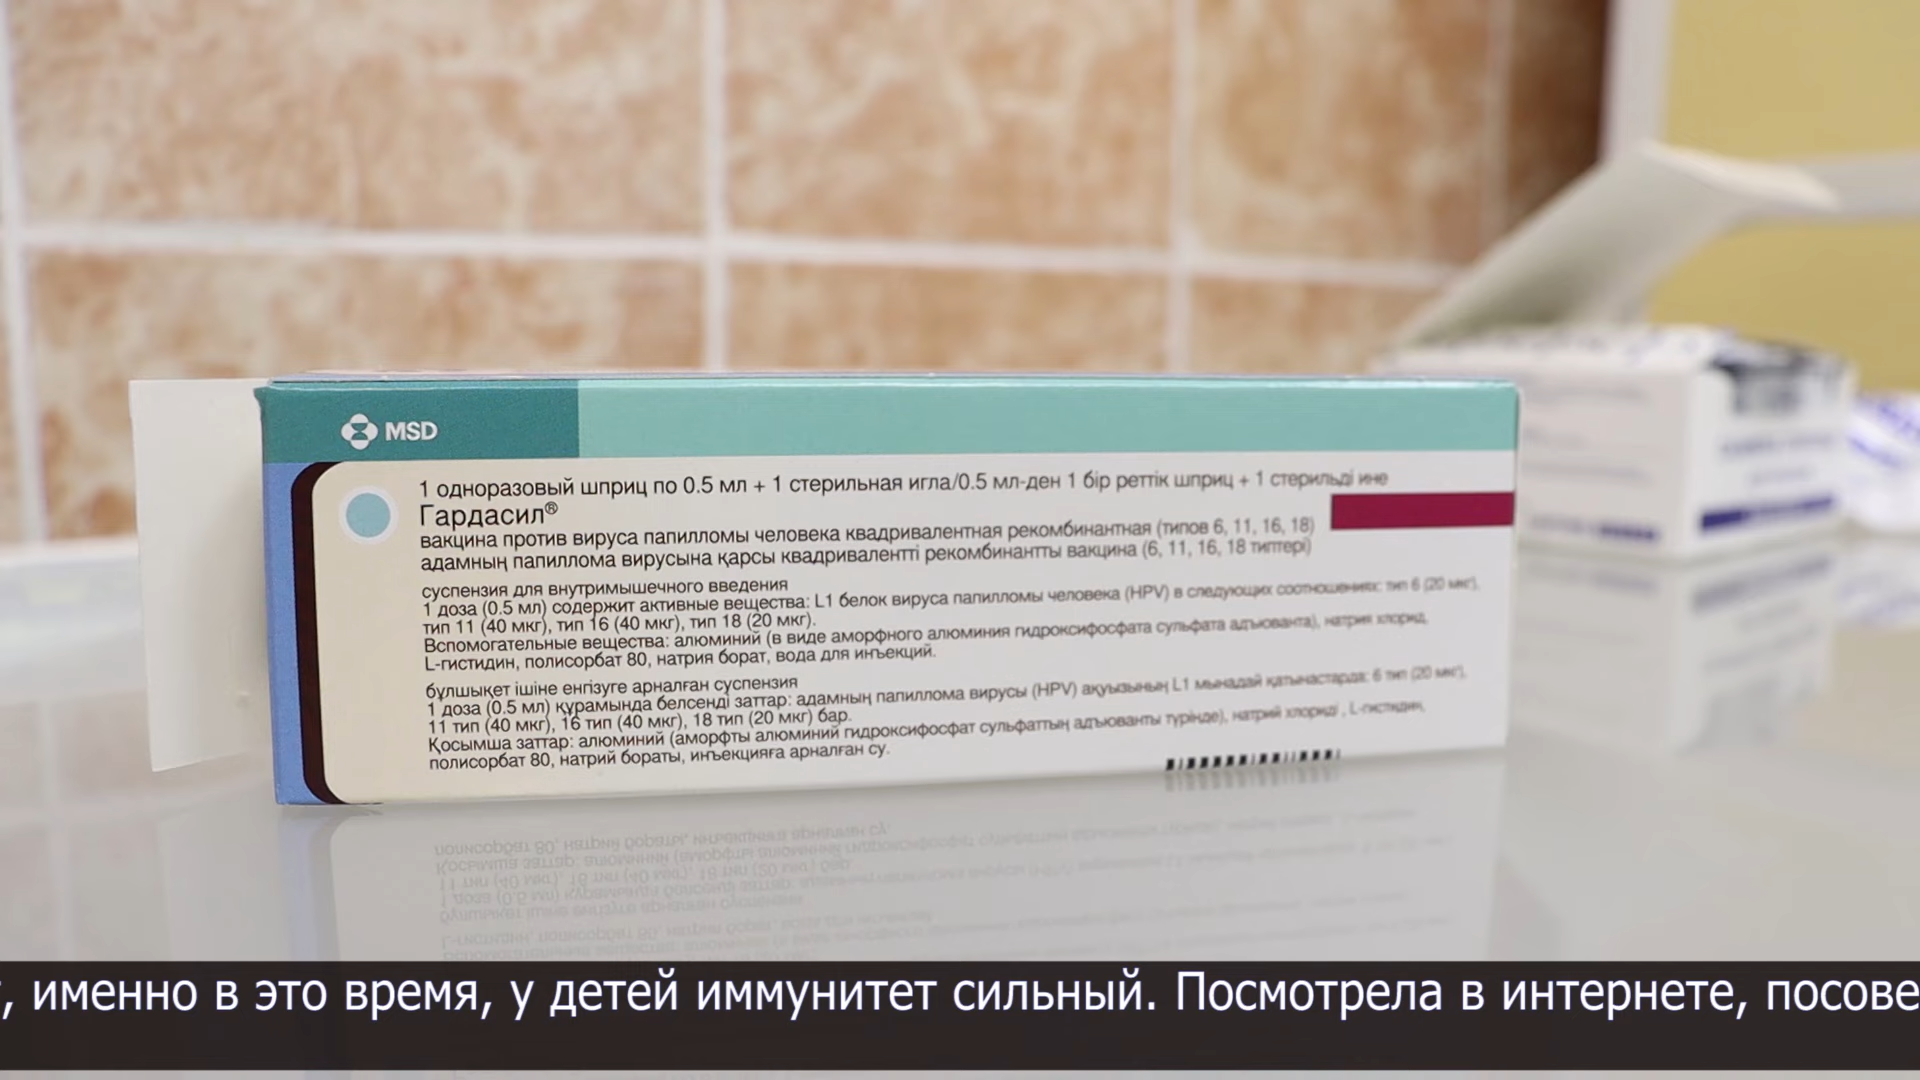 MSD
1 одноразовый шприц по 0.5 мл + 1 стерильная игла/0.5 мл-ден 1 бір реттік шприц + 1 стерильді ине
Гардасил®
вакцина против вируса папилломы человека квадривалентная рекомбинантная (типов 6, 11, 16, 18)
адамның папиллома вирусына қарсы квадривалентті рекомбинантты вакцина (6, 11, 16, 18 типтері)
суспензия для внутримышечного введения
1 доза (0.5 мл) содержит активные вещества: L1 белок вируса папилломы человека (HPV) в следующих соотношениях: тип 6 (20 мкг),
тип 11 (40 мкг), тип 16 (40 мкг), тип 18 (20 мкг).
Вспомогательные вещества: алюминий (в виде аморфного алюминия гидроксифосфата сульфата адъюванта), натрия хлорид,
L-гистидин, полисорбат 80, натрия борат, вода для инъекций.
бұлшықет ішіне енгізуге арналған суспензия
1 доза (0.5 мл) құрамында белсенді заттар: адамның папиллома вирусы (HPV) ақуызының L1 мынадай қатынастарда: 6 тип (20 мкг),
11 тип (40 мкг), 16 тип (40 мкг), 18 тип (20 мкг) бар.
Қосымша заттар: алюминий (аморфты алюминий гидроксифосфат сульфаттың адъюванты түрінде), натрий хлориді , L-гистидин,
полисорбат 80, натрий бораты, инъекцияға арналған су.
, именно в это время, у детей иммунитет сильный. Посмотрела в интернете, посове